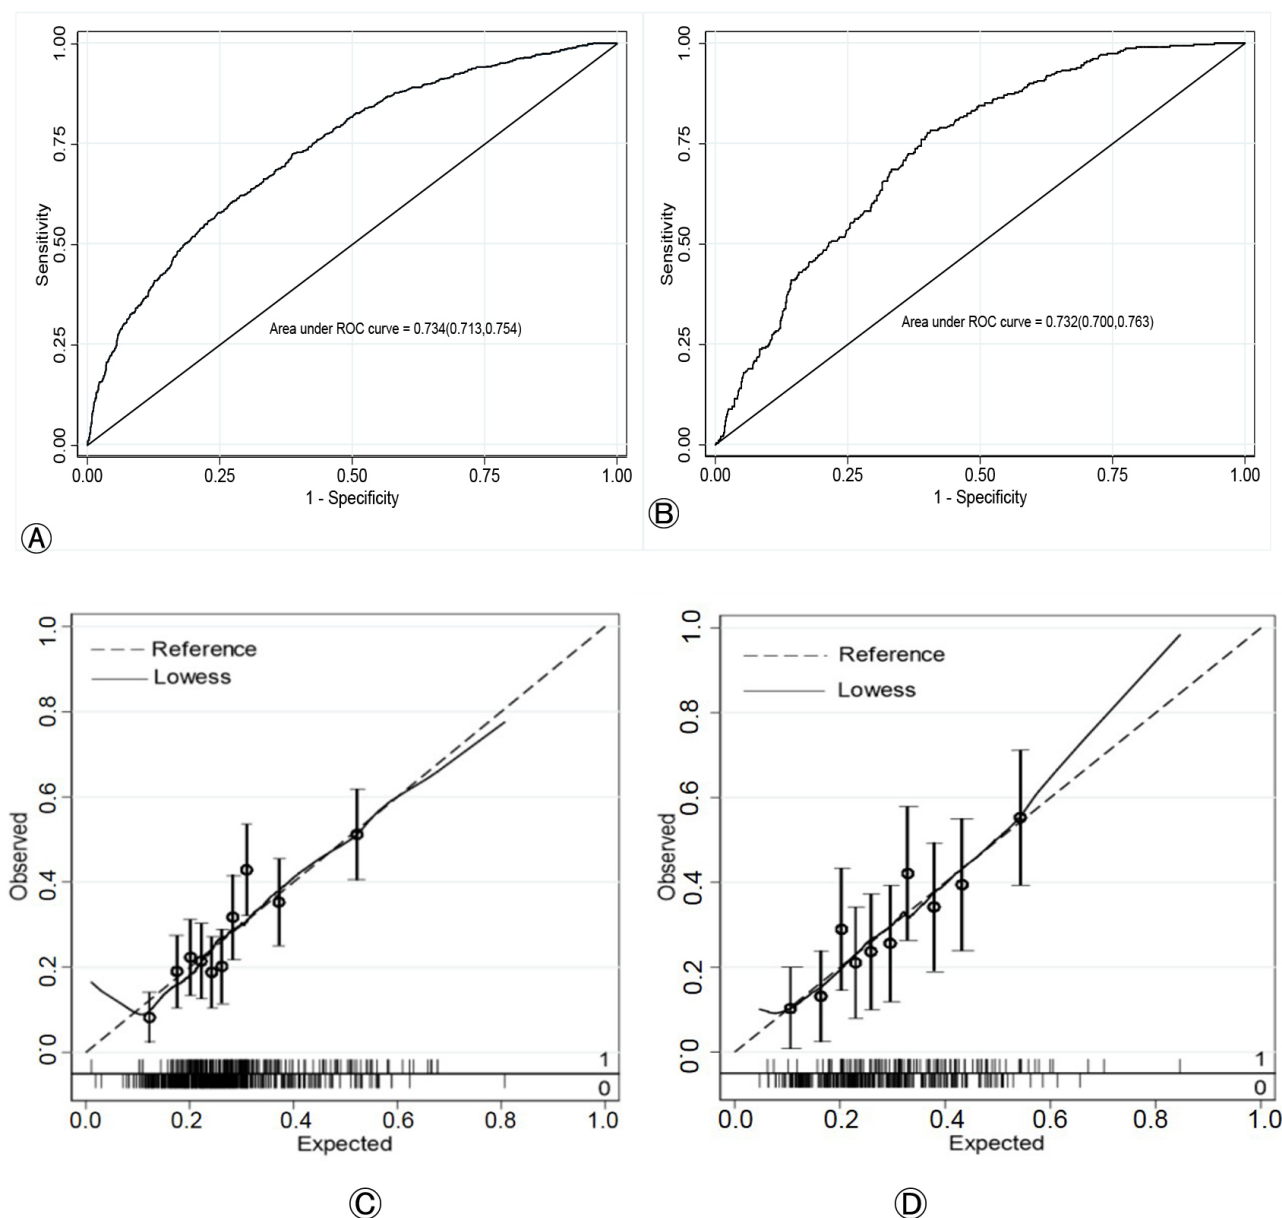 1.00
0.75
0.50
0.25
0.00
Sensitivity
Area under ROC curve = 0.734(0.713,0.754)
0.00 0.25 0.50 0.75 1.00
1 - Specificity
Ⓐ
1.00
0.75
0.50
0.25
0.00
Sensitivity
Area under ROC curve = 0.732(0.700,0.763)
0.00 0.25 0.50 0.75 1.00
1 - Specificity
Ⓑ
1.0
0.8
0.6
0.4
0.2
0.0
Observed
Reference
Lowess
1
0
0.0 0.2 0.4 0.6 0.8 1.0
Expected
Ⓒ
1.0
0.8
0.6
0.4
0.2
0.0
Observed
Reference
Lowess
1
0
0.0 0.2 0.4 0.6 0.8 1.0
Expected
Ⓓ